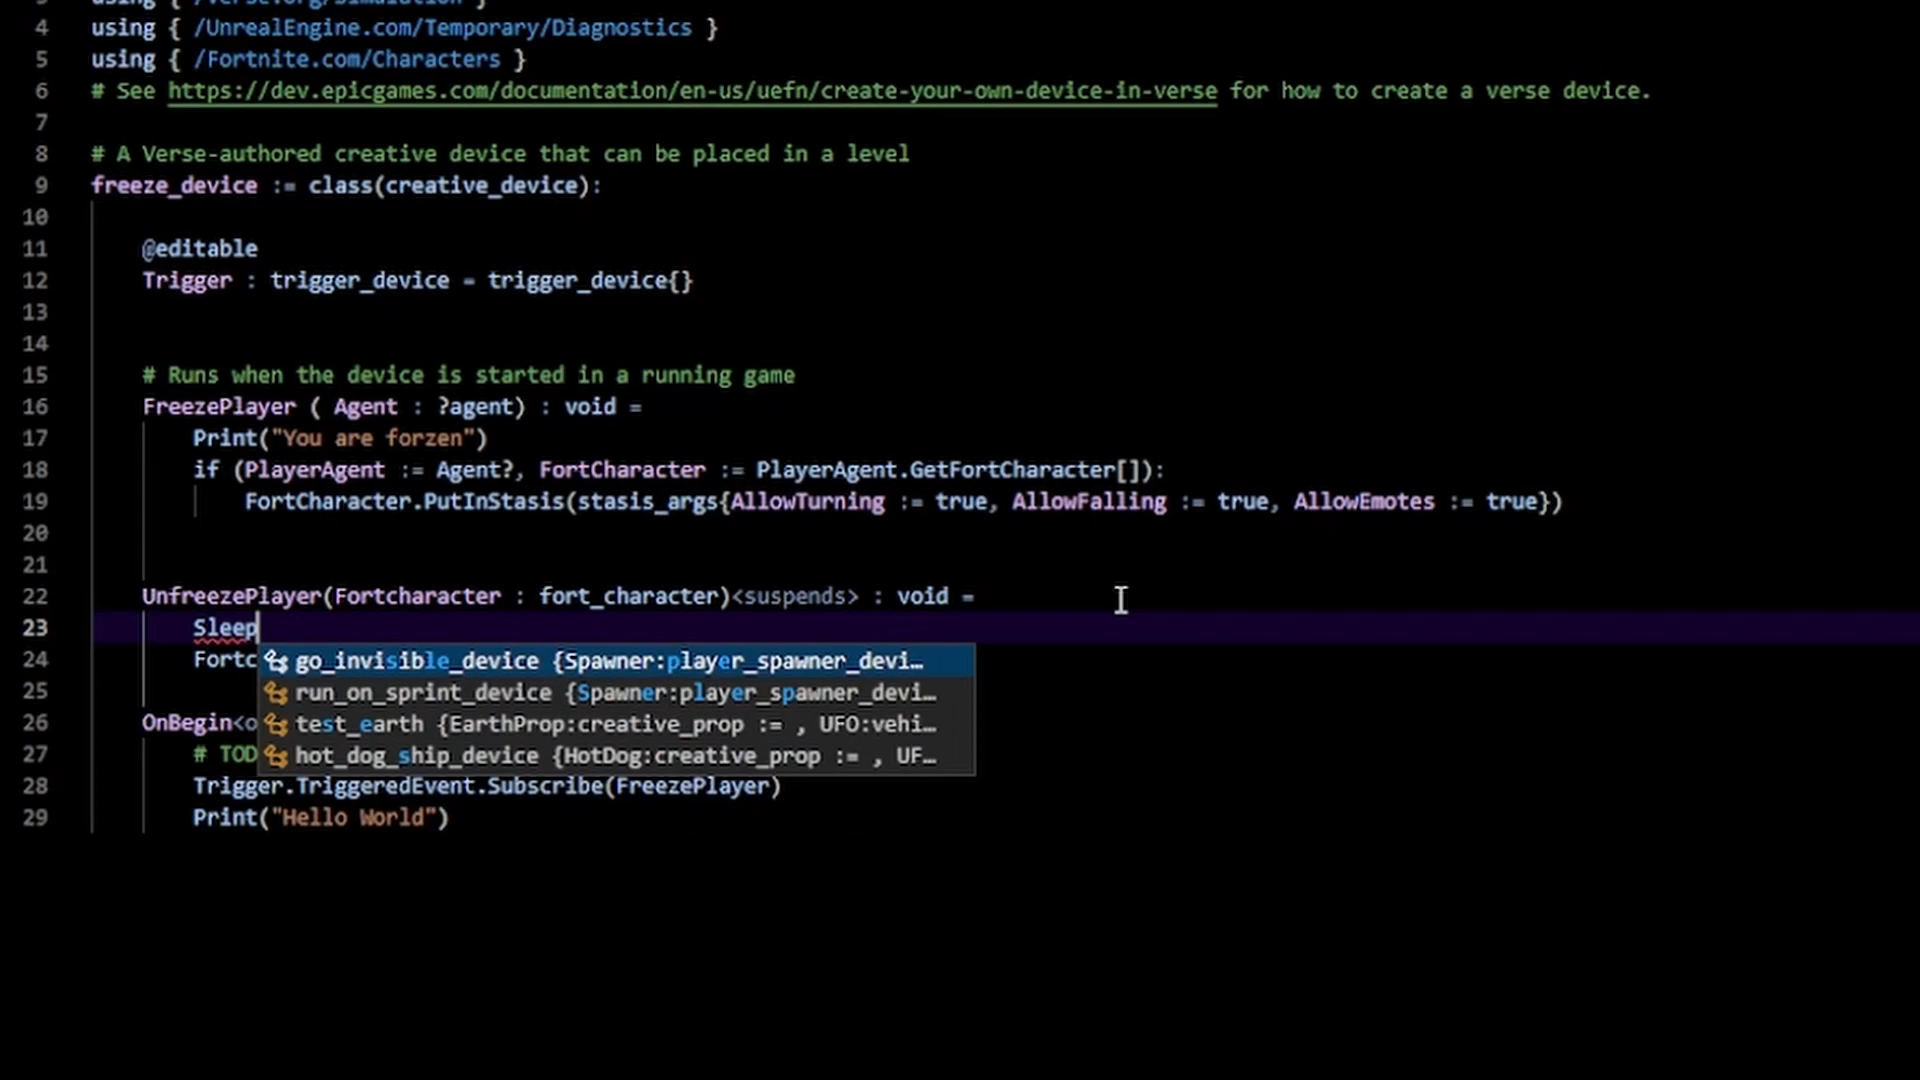 4 using { /UnrealEngine.com/Temporary/Diagnostics }
5 using { /Fortnite.com/Characters }
6 # See https://dev.epicgames.com/documentation/en-us/uefn/create-your-own-device-in-verse for how to create a verse device.
7
8 # A Verse-authored creative device that can be placed in a level
9 freeze_device := class(creative_device):
10
11 @editable
12 Trigger : trigger_device = trigger_device{}
13
14
15 # Runs when the device is started in a running game
16 FreezePlayer ( Agent : ?agent) : void =
17 Print("You are forzen")
18 if (PlayerAgent := Agent?, FortCharacter := PlayerAgent.GetFortCharacter[]):
19 FortCharacter.PutInStasis(stasis_args{AllowTurning := true, AllowFalling := true, AllowEmotes := true})
20
21
22 UnfreezePlayer(Fortcharacter : fort_character)<suspends> : void =
23 Sleep
24 Fortc go_invisible_device {Spawner:player_spawner_devi…
25 run_on_sprint_device {Spawner:player_spawner_devi…
26 OnBegin<o test_earth {EarthProp:creative_prop := , UFO:vehi…
27 # TOD hot_dog_ship_device {HotDog:creative_prop := , UF…
28 Trigger.TriggeredEvent.Subscribe(FreezePlayer)
29 Print("Hello World")